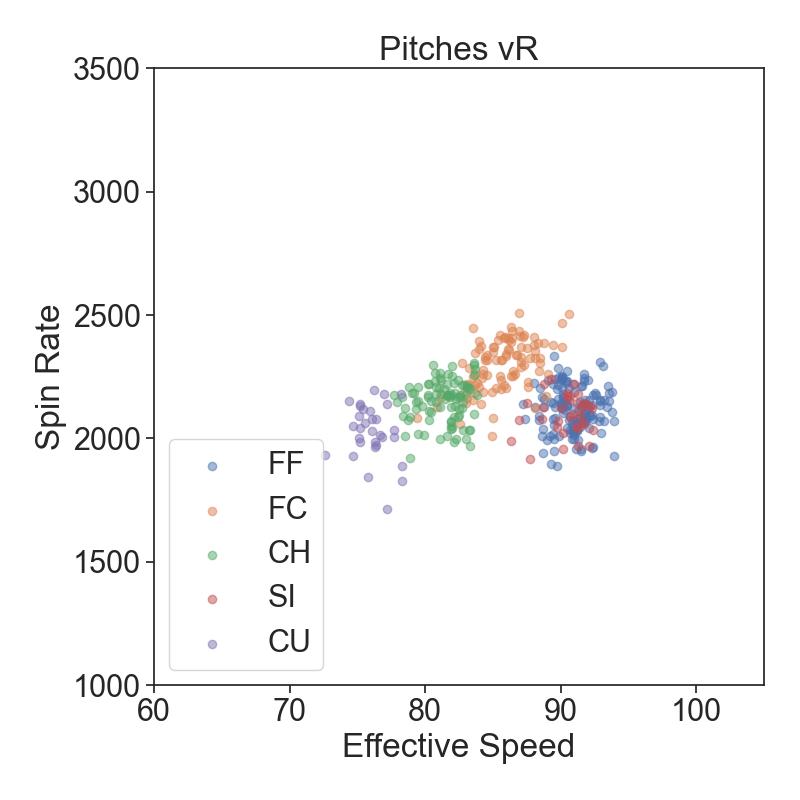 Pitches vR
3500
3000
2500
2000
1500
1000
Spin Rate
FF
FC
CH
SI
CU
60 70 80 90 100
Effective Speed